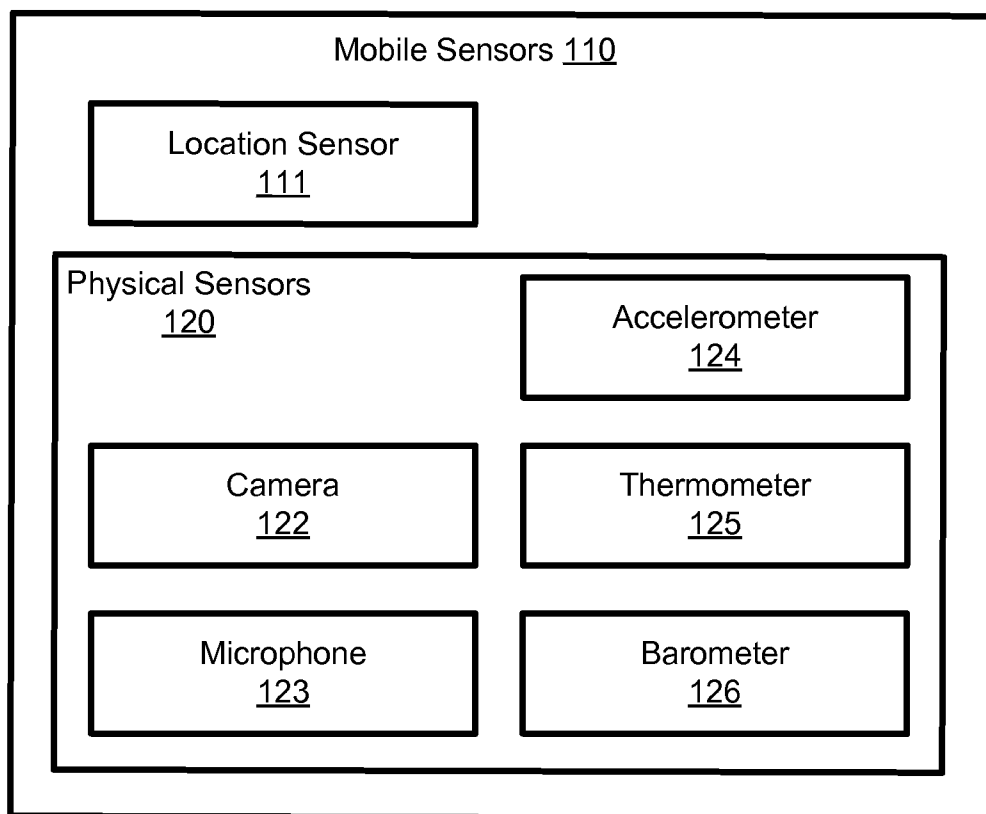 Mobile Sensors 110
Location Sensor
111
Physical Sensors
120
Accelerometer
124
Camera
122
Thermometer
125
Microphone
123
Barometer
126